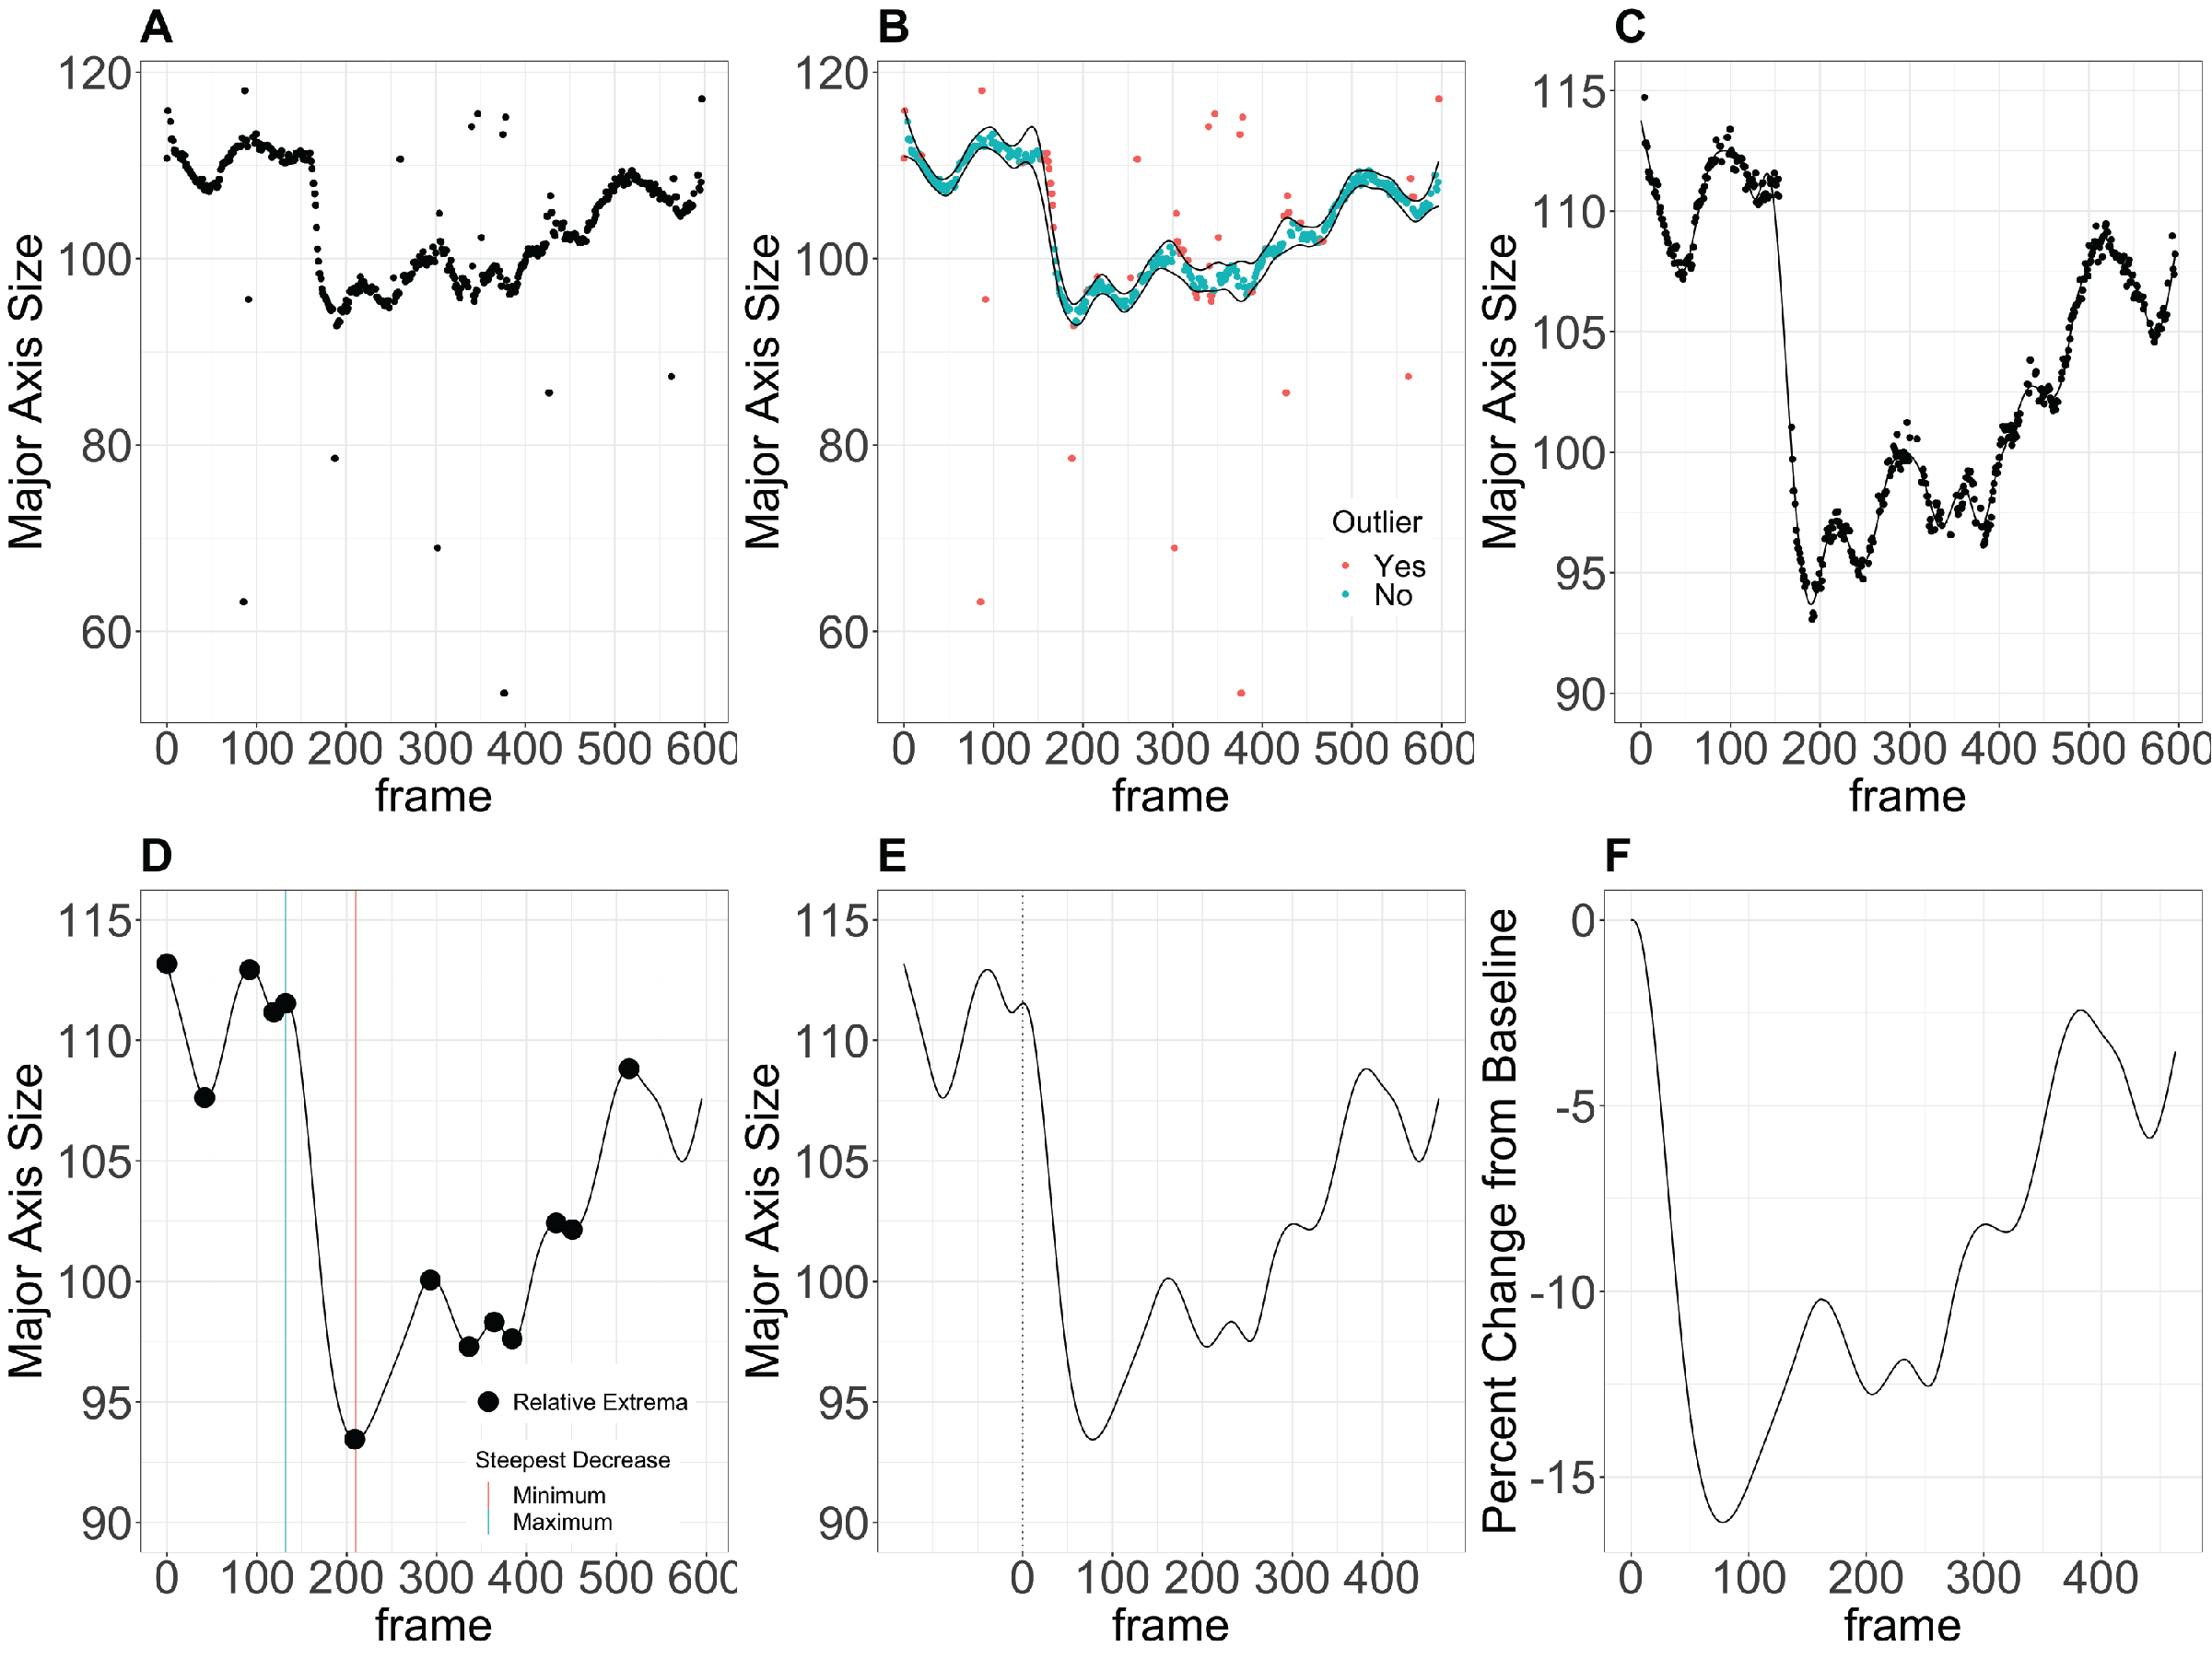 A
Major Axis Size
120
100
80
60
0 100 200 300 400 500 600
frame
B
Major Axis Size
120
100
80
60
Outlier
Yes
No
0 100 200 300 400 500 600
frame
C
Major Axis Size
115
110
105
100
95
90
0 100 200 300 400 500 600
frame
D
Major Axis Size
115
110
105
100
95
90
Relative Extrema
Steepest Decrease
Minimum
Maximum
0 100 200 300 400 500 600
frame
E
Major Axis Size
115
110
105
100
95
90
0 100 200 300 400
frame
F
Percent Change from Baseline
0
-5
-10
-15
0 100 200 300 400
frame